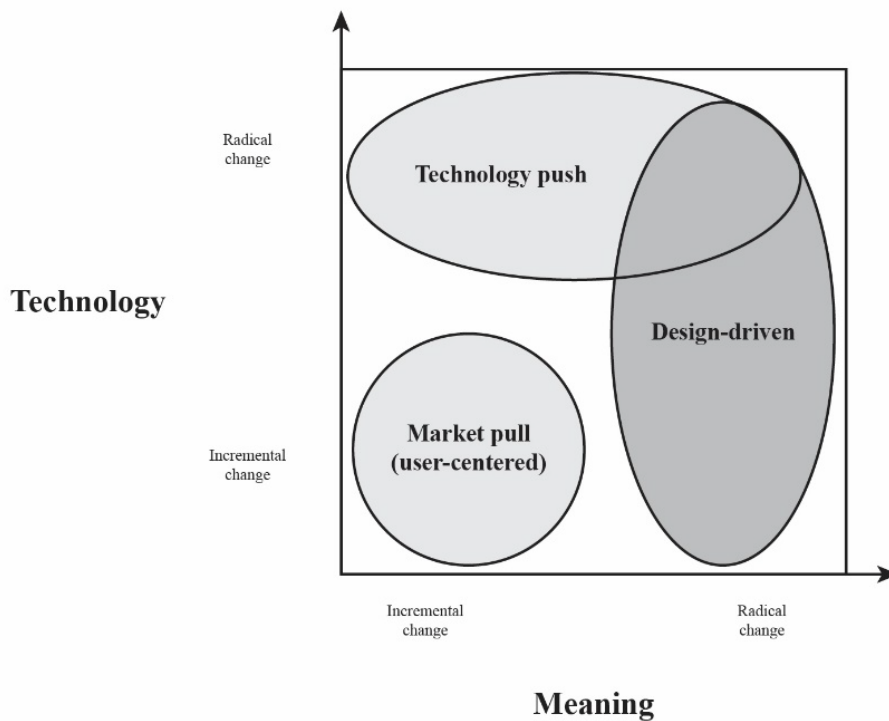 Radical
change
Technology push
Technology
Design-driven
Market pull
(user-centered)
Incremental
change
Incremental
change
Radical
change
Meaning